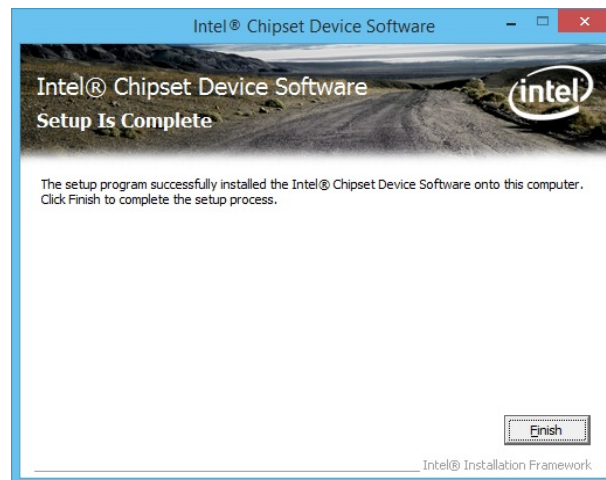 Intel® Chipset Device Software
Intel® Chipset Device Software
intel
Setup Is Complete
The setup program successfully installed the Intel® Chipset Device Software onto this computer.
Click Finish to complete the setup process.
Finish
Intel® Installation Framework